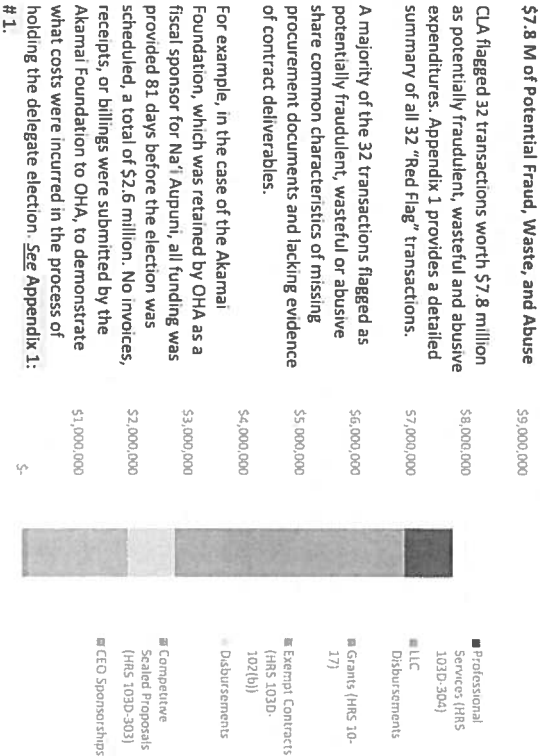 $7.8 M of Potential Fraud, Waste, and Abuse
CLA flagged 32 transactions worth $7.8 million
as potentially fraudulent, wasteful and abusive
expenditures. Appendix 1 provides a detailed
summary of all 32 "Red Flag" transactions.
A majority of the 32 transactions flagged as
potentially fraudulent, wasteful or abusive
share common characteristics of missing
procurement documents and lacking evidence
of contract deliverables.
For example, in the case of the Akamai
Foundation, which was retained by OHA as a
fiscal sponsor for Na'i Aupuni, all funding was
provided 81 days before the election was
scheduled, a total of $2.6 million. No invoices,
receipts, or billings were submitted by the
Akamai Foundation to OHA, to demonstrate
what costs were incurred in the process of
holding the delegate election. See Appendix 1:
#1.
$9,000,000
$8,000,000
$7,000,000
$6,000,000
$5,000,000
$4,000,000
$3,000,000
$2,000,000
$1,000,000
$-
Professional
Services (HRS
103D-304)
LLC
Disbursements
Grants (HRS 10-
17)
Exempt Contracts
(HRS 103D-
102(b))
Disbursements
Competitive
Sealed Proposals
(HRS 103D-303)
CEO Sponsorships